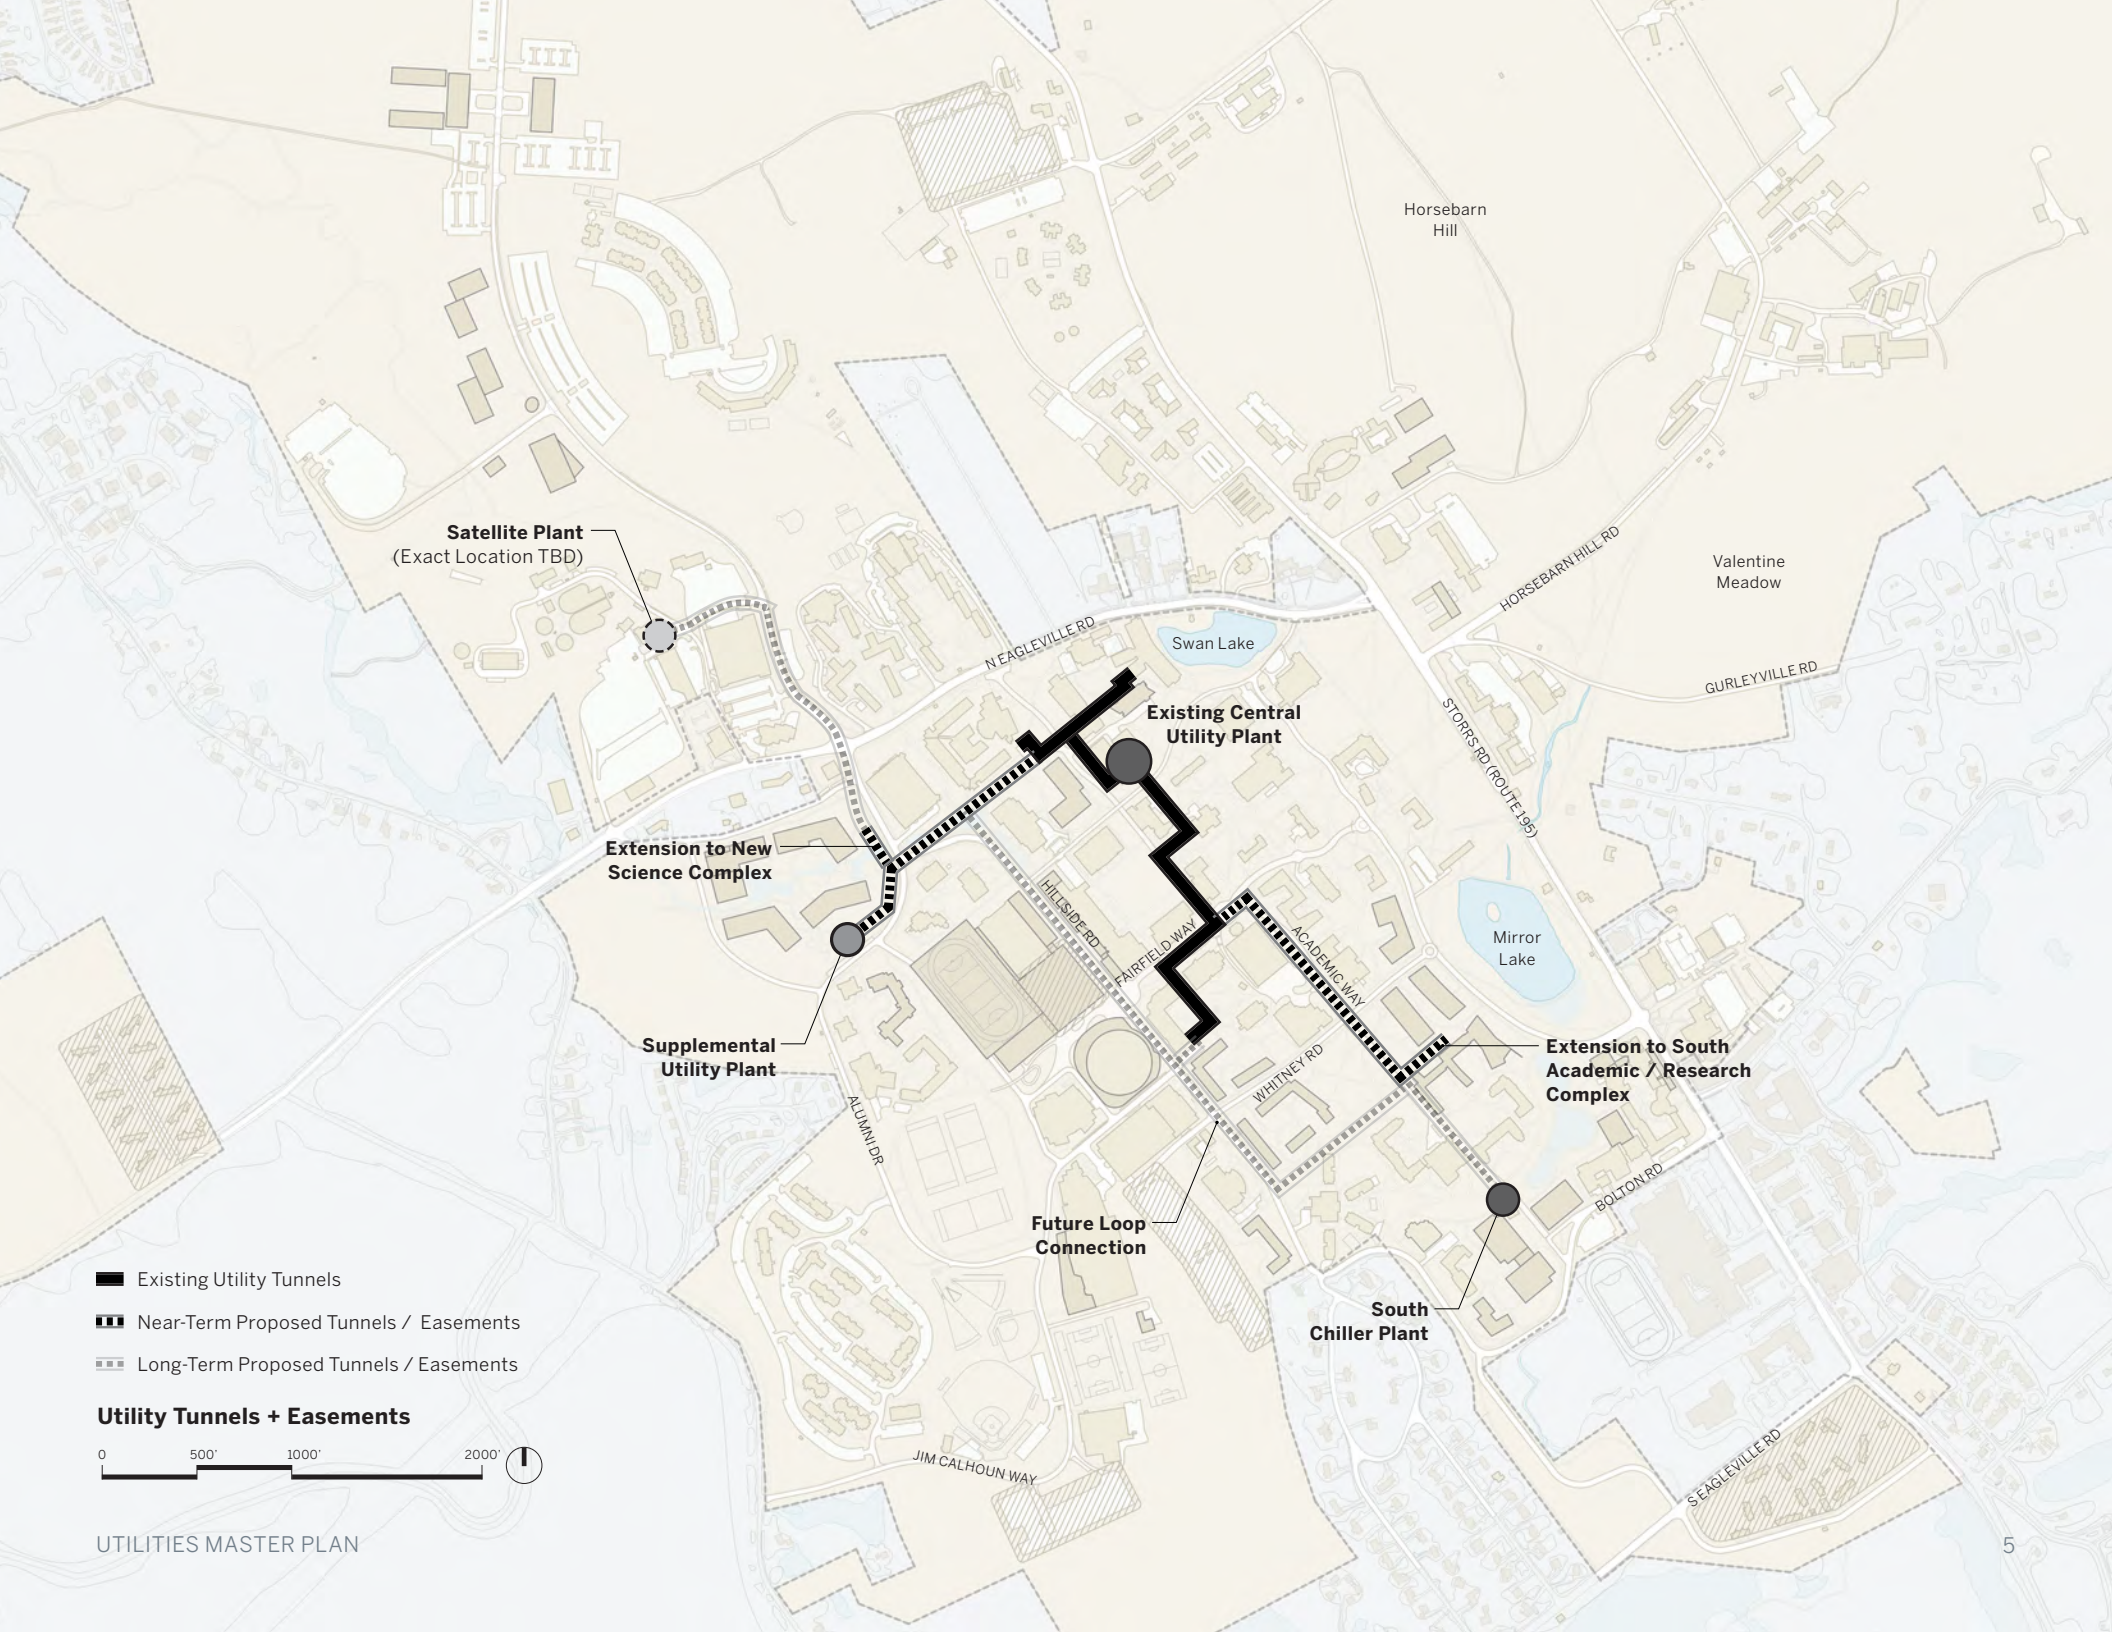 Horsebarn
Hill
Satellite Plant
(Exact Location TBD)
HORSEBARN HILL RD
Valentine
Meadow
N EAGLEVILLE RD
Swan Lake
GURLEYVILLE RD
Existing Central
Utility Plant
STORRS RD (ROUTE 195)
Extension to New
Science Complex
HILLSIDE RD
FAIRFIELD WAY
ACADEMIC WAY
Mirror
Lake
Supplemental
Utility Plant
WHITNEY RD
Extension to South
Academic / Research
Complex
ALUMNI DR
BOLTON RD
Future Loop
Connection
South
Chiller Plant
Existing Utility Tunnels
Near-Term Proposed Tunnels / Easements
Long-Term Proposed Tunnels / Easements
Utility Tunnels + Easements
0 500' 1000' 2000'
JIM CALHOUN WAY
S EAGLEVILLE RD
UTILITIES MASTER PLAN
5